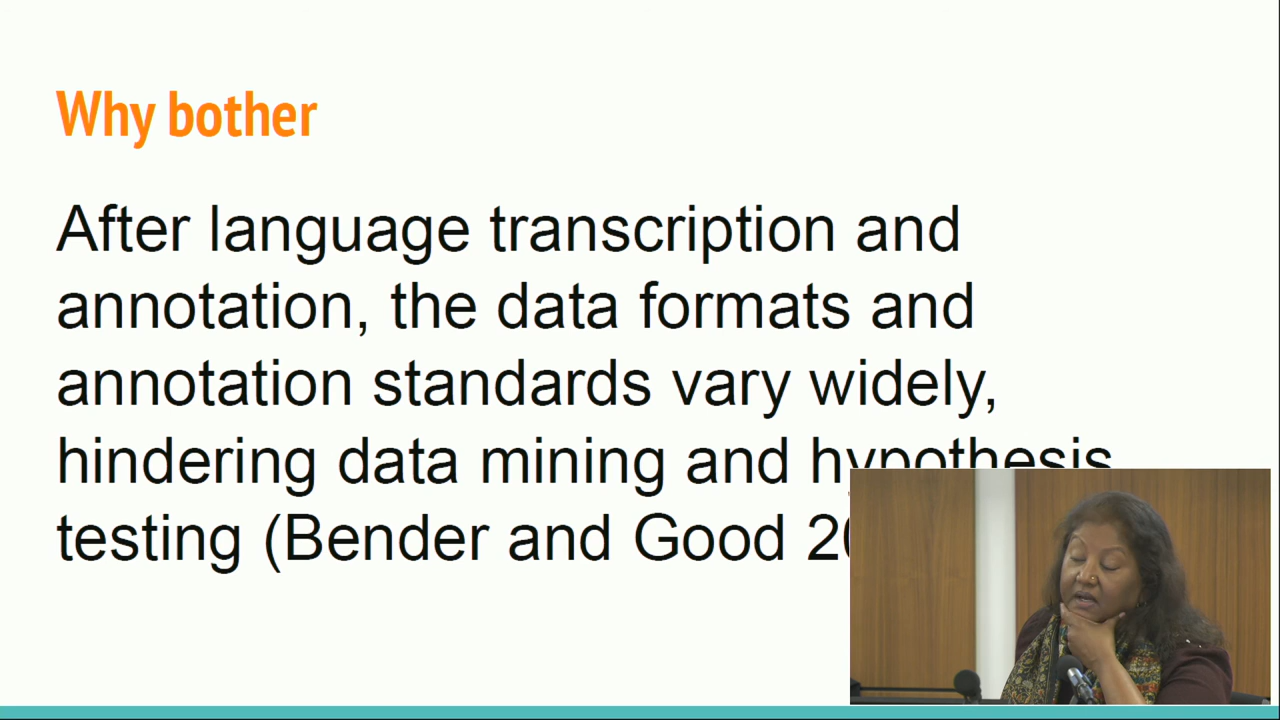 Why bother
After language transcription and
annotation, the data formats and
annotation standards vary widely,
hindering data mining and hypothesis
testing (Bender and Good